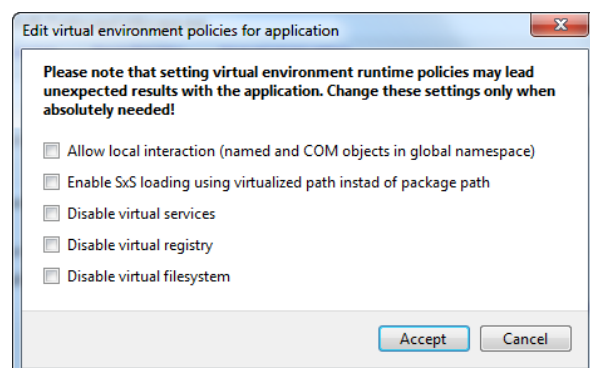 Edit virtual environment policies for application
Please note that setting virtual environment runtime policies may lead
unexpected results with the application. Change these settings only when
absolutely needed!
Allow local interaction (named and COM objects in global namespace)
Enable SxS loading using virtualized path instad of package path
Disable virtual services
Disable virtual registry
Disable virtual filesystem
Accept Cancel